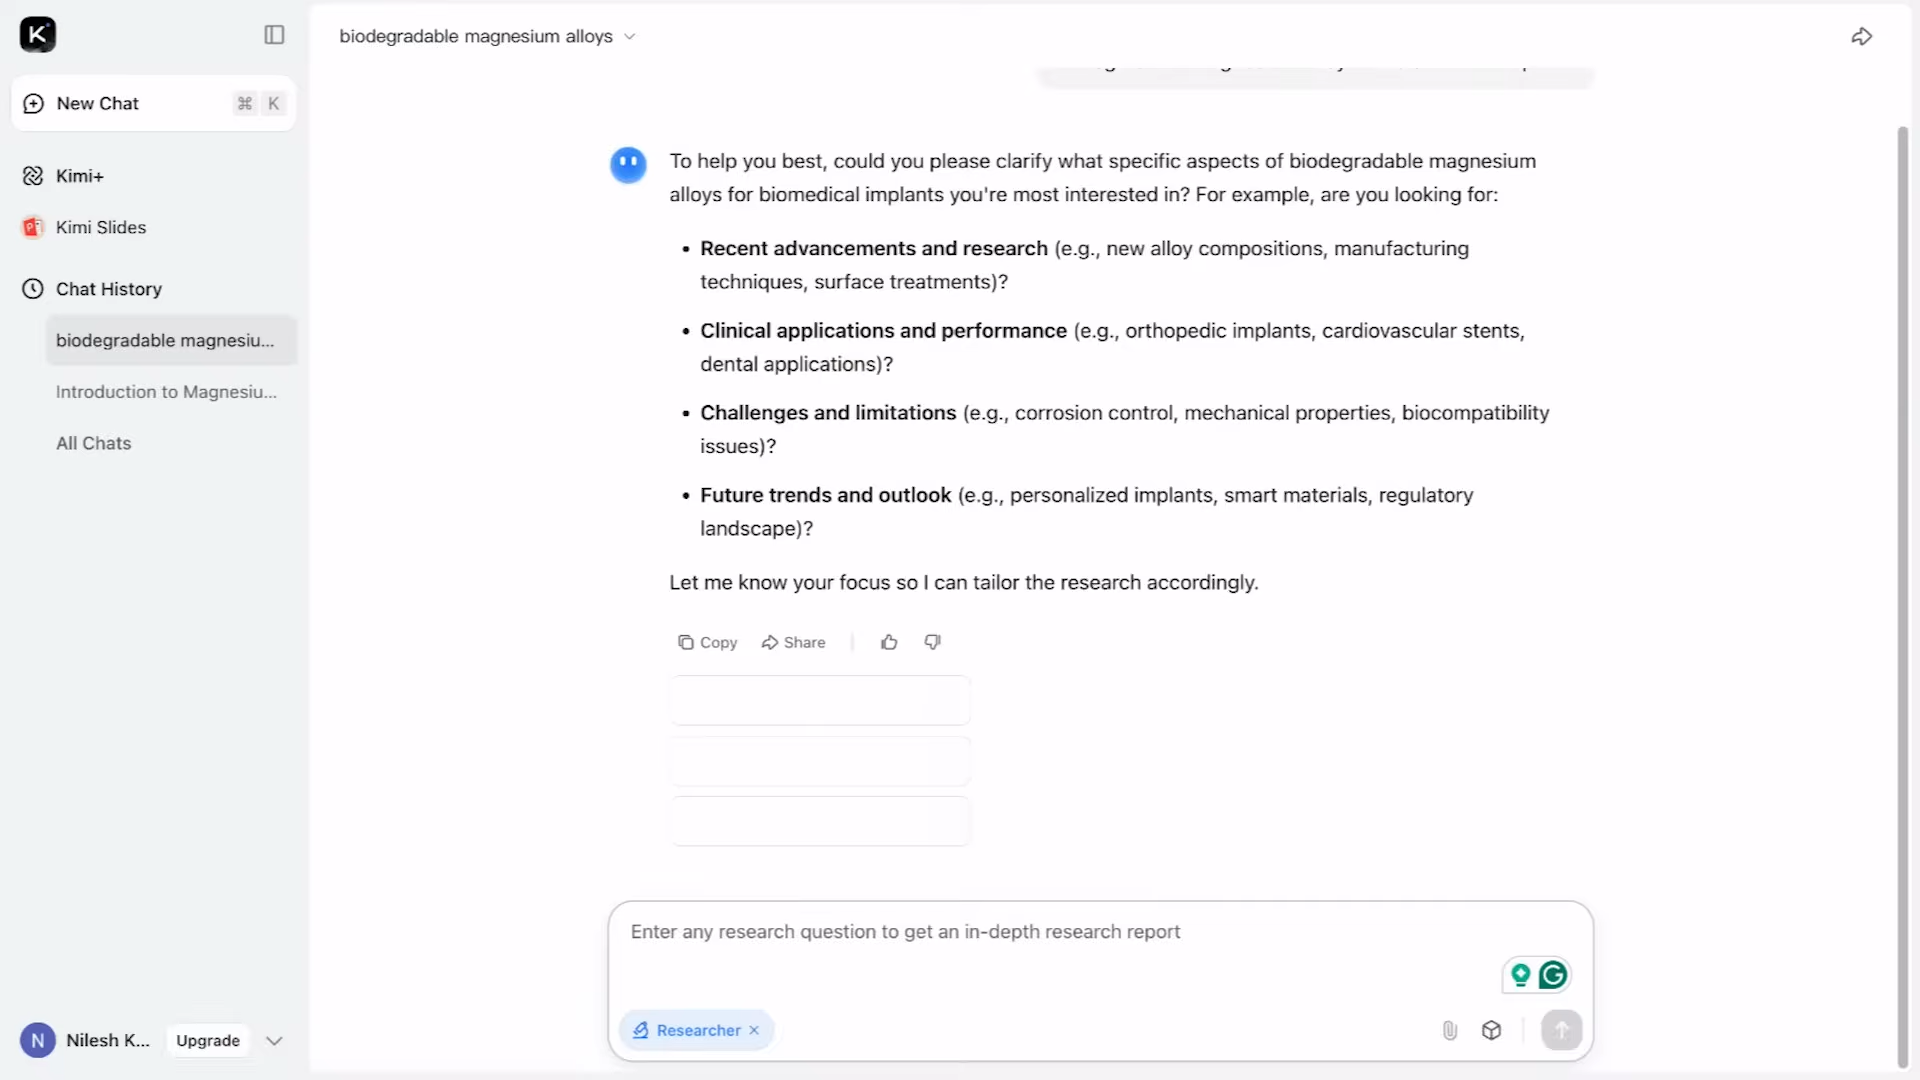 K
biodegradable magnesium alloys
New Chat
⌘ K
Kimi+
Kimi Slides
Chat History
biodegradable magnesiu...
Introduction to Magnesiu...
All Chats
To help you best, could you please clarify what specific aspects of biodegradable magnesium
alloys for biomedical implants you're most interested in? For example, are you looking for:
• Recent advancements and research (e.g., new alloy compositions, manufacturing
techniques, surface treatments)?
• Clinical applications and performance (e.g., orthopedic implants, cardiovascular stents,
dental applications)?
• Challenges and limitations (e.g., corrosion control, mechanical properties, biocompatibility
issues)?
• Future trends and outlook (e.g., personalized implants, smart materials, regulatory
landscape)?
Let me know your focus so I can tailor the research accordingly.
Copy Share
Enter any research question to get an in-depth research report
Researcher ×
N Nilesh K... Upgrade